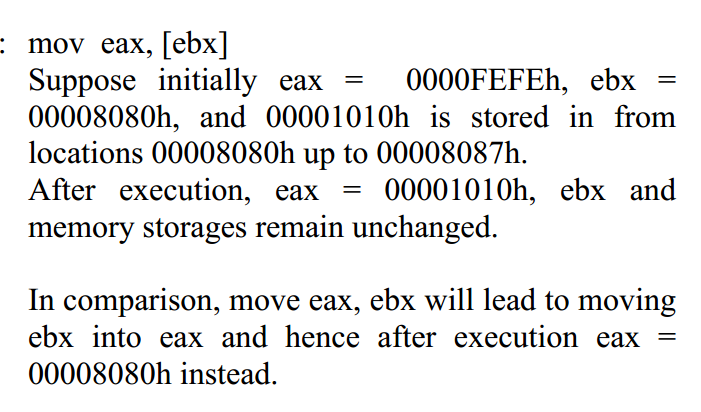 : mov eax, [ebx]
Suppose initially eax = 0000FEFEh, ebx =
00008080h, and 00001010h is stored in from
locations 00008080h up to 00008087h.
After execution, eax = 00001010h, ebx and
memory storages remain unchanged.
In comparison, move eax, ebx will lead to moving
ebx into eax and hence after execution eax =
00008080h instead.